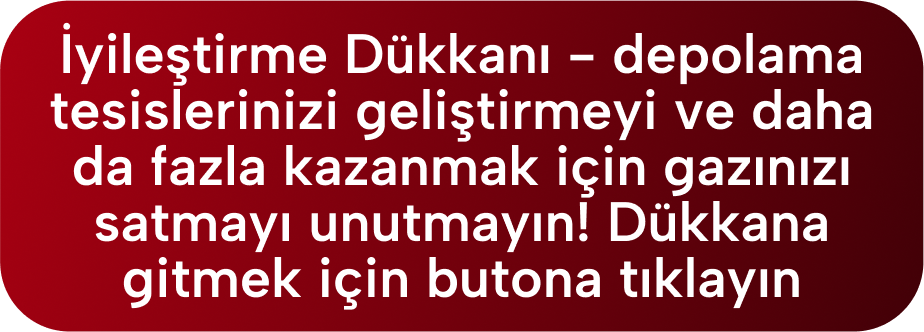 İyileştirme Dükkanı – depolama
tesislerinizi geliştirmeyi ve daha
da fazla kazanmak için gazınızı
satmayı unutmayın! Dükkana
gitmek için butona tıklayın